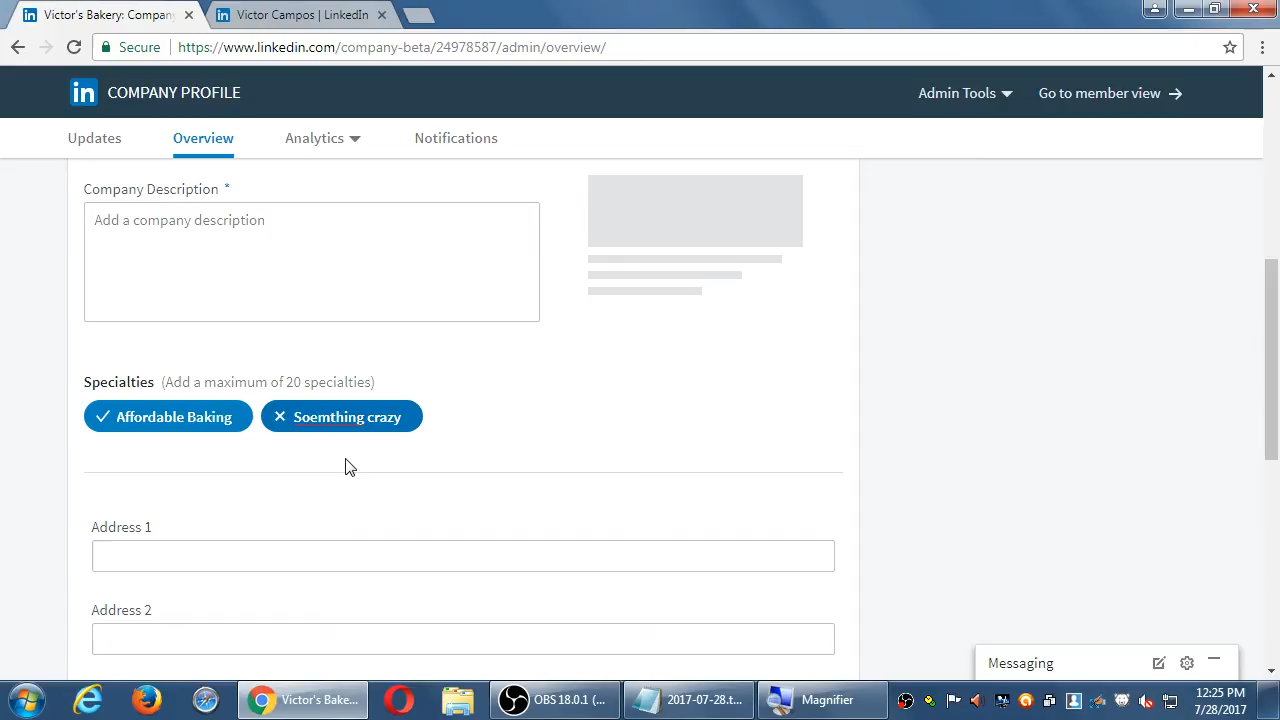 Victor's Bakery: Company
Victor Campos | LinkedIn
Secure
https://www.linkedin.com/company-beta/24978587/admin/overview/
in COMPANY PROFILE
Admin Tools
Go to member view
Updates
Overview
Analytics
Notifications
Company Description *
Add a company description
Specialties (Add a maximum of 20 specialties)
Affordable Baking
Soemthing crazy
Address 1
Address 2
Messaging
Victor's Bake...
OBS 18.0.1 (...
2017-07-28.t...
Magnifier
12:25 PM
7/28/2017